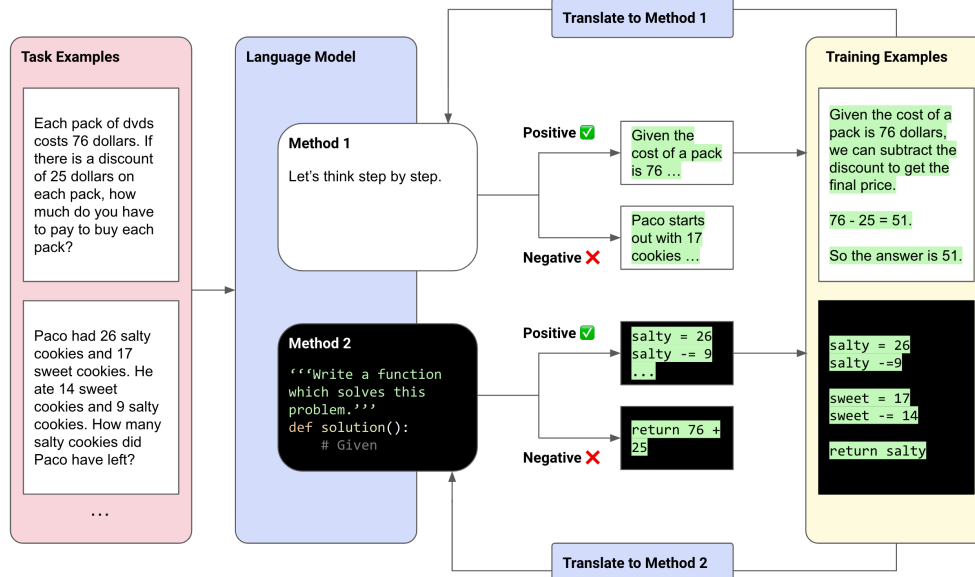 Translate to Method 1
Task Examples
Each pack of dvds
costs 76 dollars. If
there is a discount
of 25 dollars on
each pack, how
much do you have
to pay to buy each
pack?
Paco had 26 salty
cookies and 17
sweet cookies. He
ate 14 sweet
cookies and 9 salty
cookies. How many
salty cookies did
Paco have left?
...
Language Model
Method 1
Let's think step by step.
Method 2
‘‘‘Write a function
which solves this
problem.’’’
def solution():
# Given
Positive ✅
Given the
cost of a pack
is 76 ...
Paco starts
out with 17
cookies ...
Negative ❌
Positive ✅
salty = 26
salty -= 9
...
return 76 +
25
Negative ❌
Training Examples
Given the cost of a
pack is 76 dollars,
we can subtract the
discount to get the
final price.
76 - 25 = 51.
So the answer is 51.
salty = 26
salty -=9
sweet = 17
sweet -= 14
return salty
Translate to Method 2